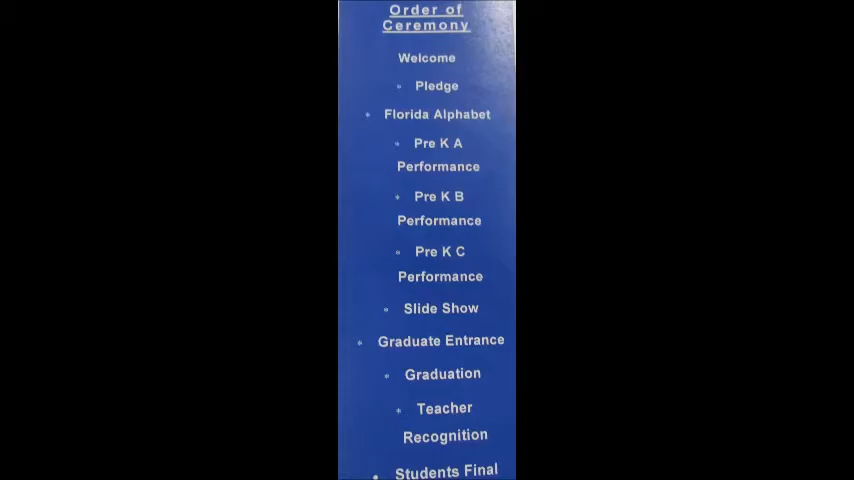 Order of
Ceremony
Welcome
Pledge
Florida Alphabet
Pre K A
Performance
Pre K B
Performance
Pre K C
Performance
Slide Show
Graduate Entrance
Graduation
Teacher
Recognition
Students Final